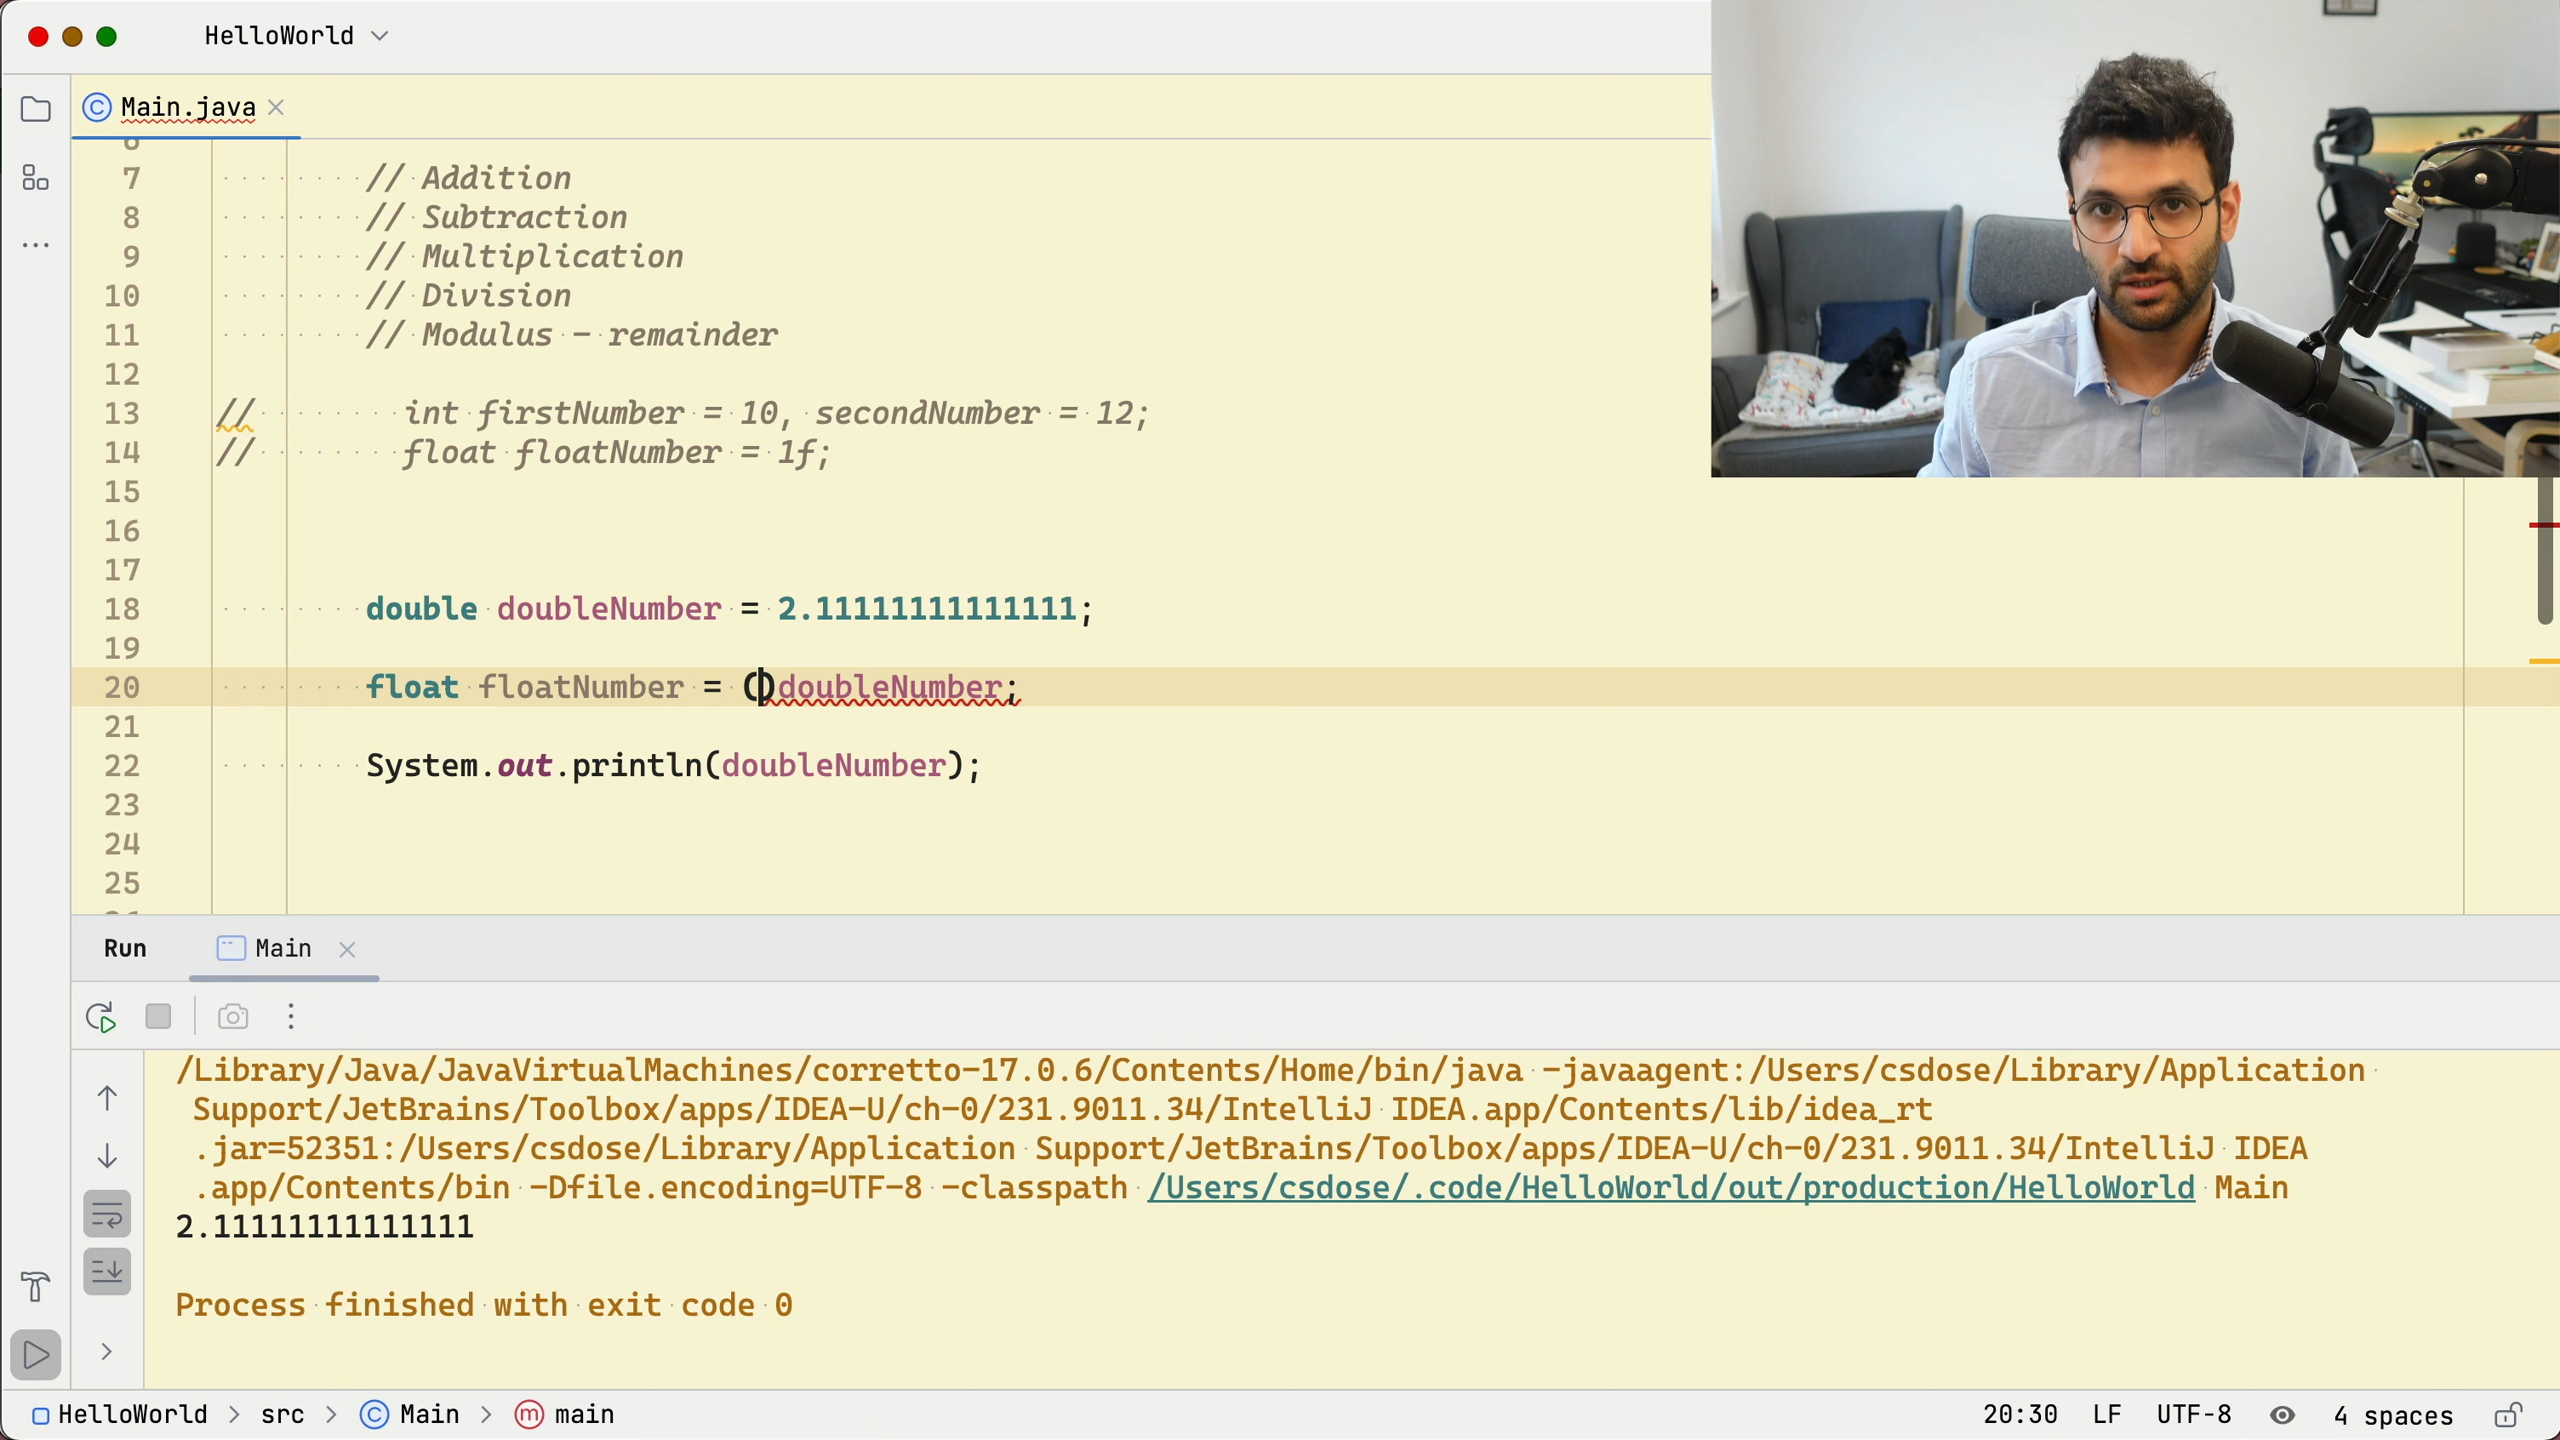 HelloWorld
Main.java
6
7 // Addition
8 // Subtraction
9 // Multiplication
10 // Division
11 // Modulus - remainder
12
13 // int firstNumber = 10, secondNumber = 12;
14 // float floatNumber = 1f;
15
16
17
18 double doubleNumber = 2.11111111111111;
19
20 float floatNumber = ()doubleNumber;
21
22 System.out.println(doubleNumber);
23
24
25
Run Main
/Library/Java/JavaVirtualMachines/corretto-17.0.6/Contents/Home/bin/java -javaagent:/Users/csdose/Library/Application
Support/JetBrains/Toolbox/apps/IDEA-U/ch-0/231.9011.34/IntelliJ IDEA.app/Contents/lib/idea_rt
.jar=52351:/Users/csdose/Library/Application Support/JetBrains/Toolbox/apps/IDEA-U/ch-0/231.9011.34/IntelliJ IDEA
.app/Contents/bin -Dfile.encoding=UTF-8 -classpath /Users/csdose/.code/HelloWorld/out/production/HelloWorld Main
2.11111111111111
Process finished with exit code 0
HelloWorld > src > Main > main 20:30 LF UTF-8 4 spaces